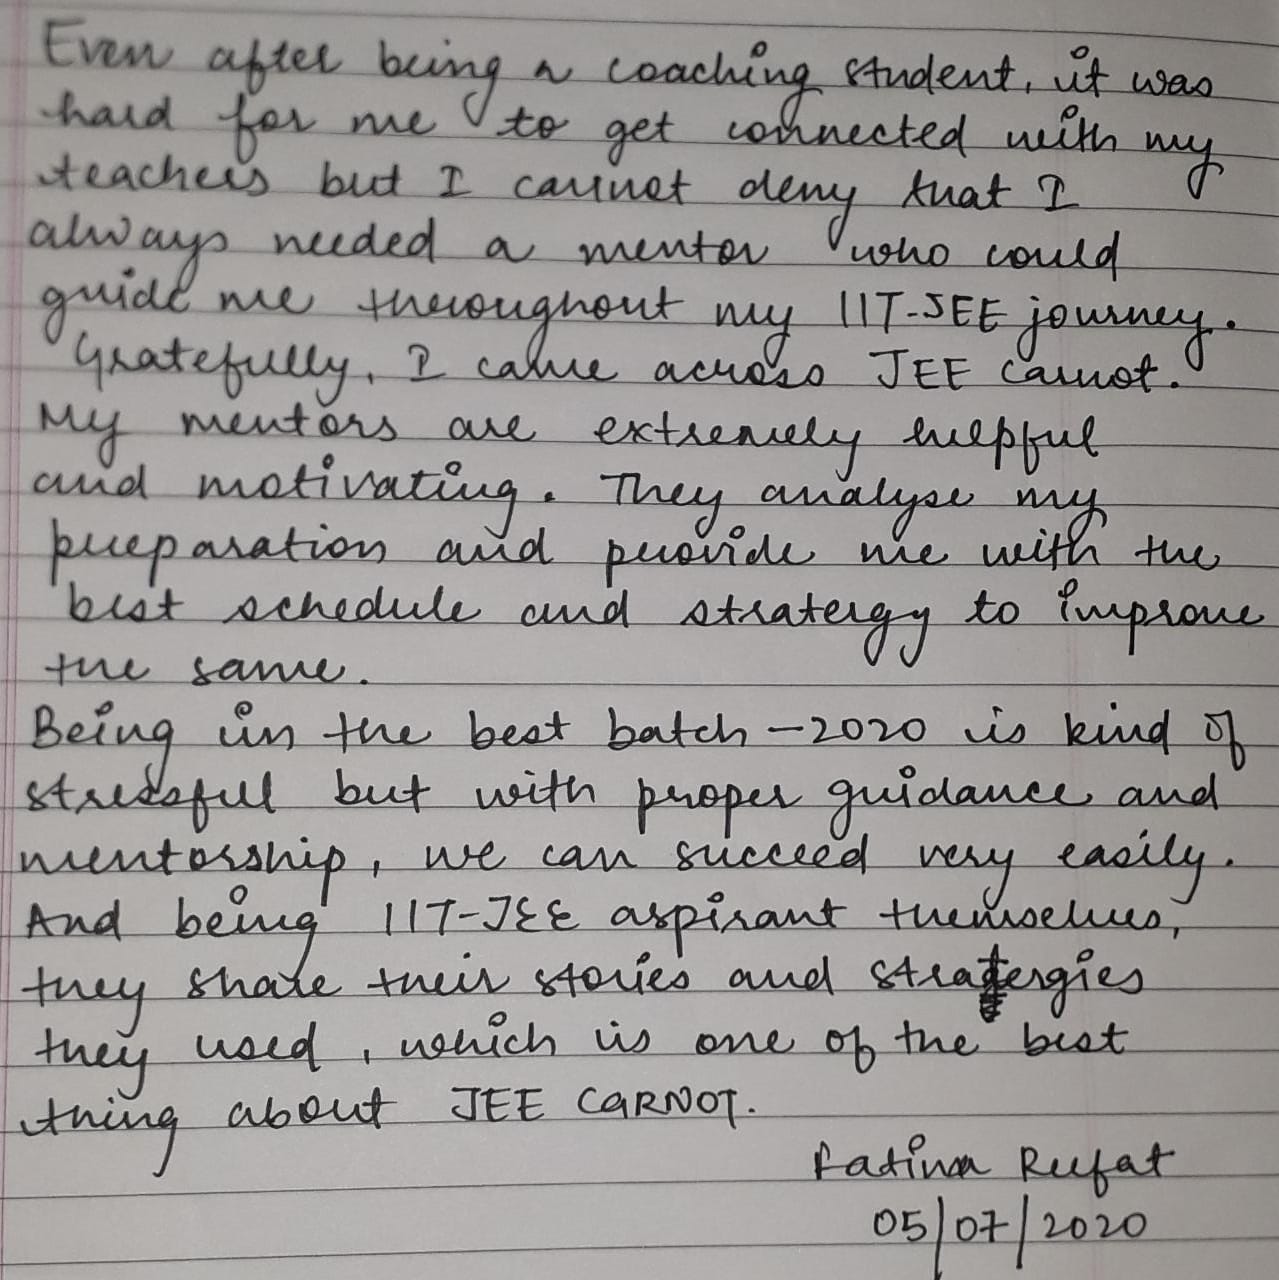 Even after being a coaching student, it was
hard for me to get connected with my
teachers but I cannot deny that I
always needed a mentor who could
guide me throughout my IIT-JEE journey.
Gratefully, I came across JEE Carnot.
My mentors are extremely helpful
and motivating. They analyse my
preparation and provide me with the
best schedule and stratergy to improve
the same.
Being in the best batch - 2020 is kind of
stressful but with proper guidance and
mentorship, we can succeed very easily.
And being IIT-JEE aspirant themselves,
they share their stories and stratergies
they used, which is one of the best
thing about JEE CARNOT.
Fatima Reefat
05/07/2020